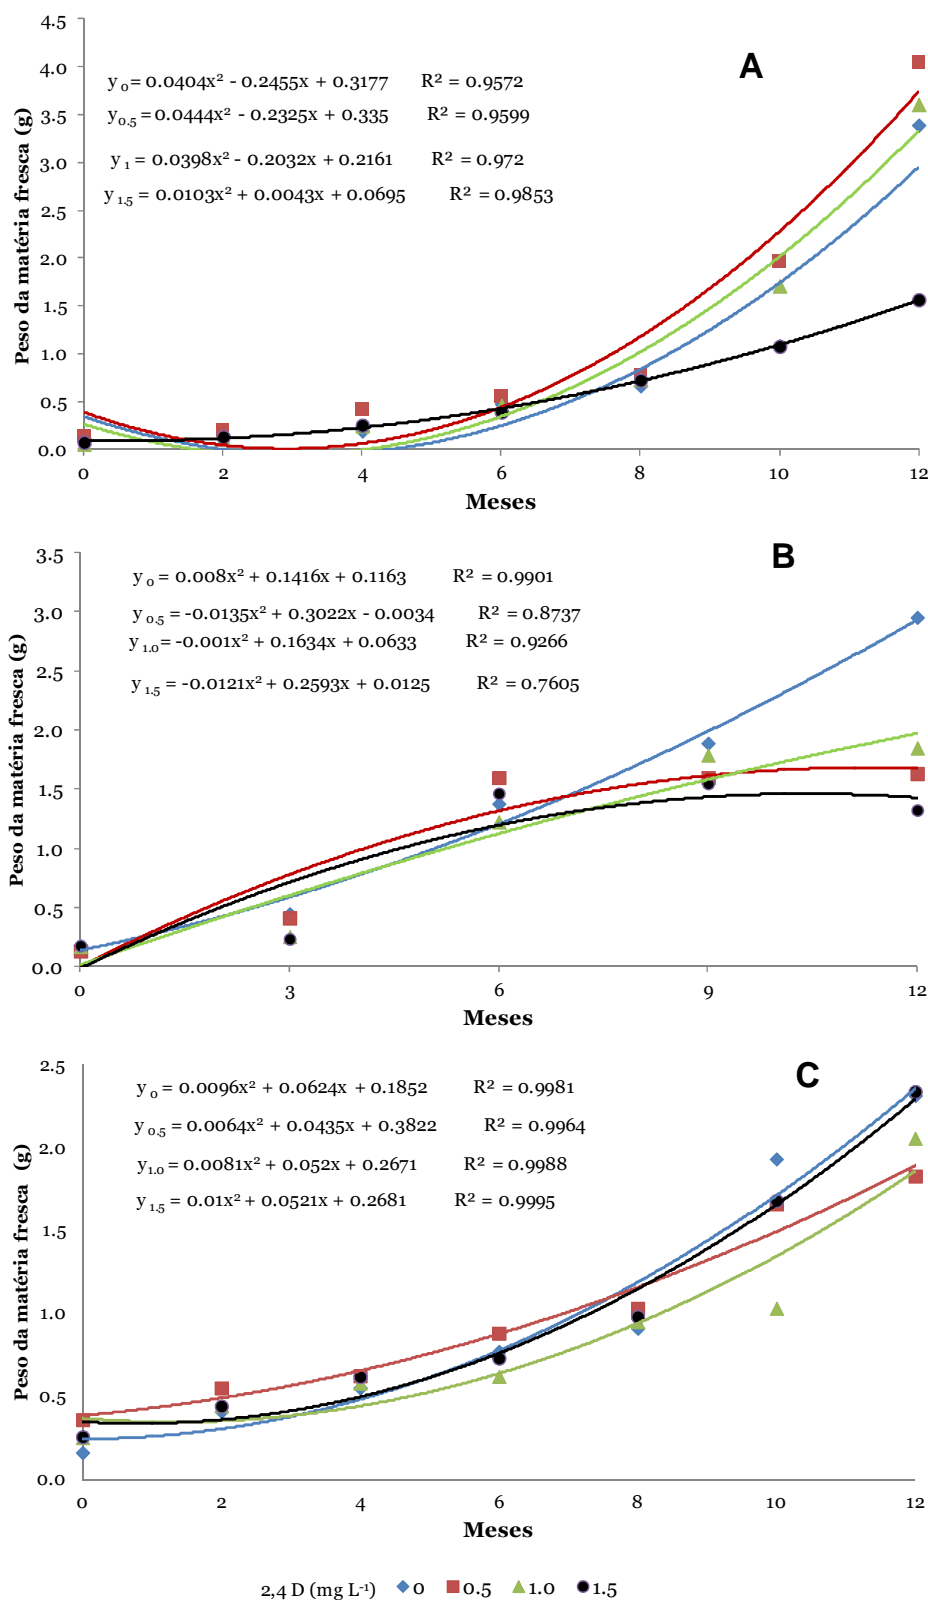 A
y₀ = 0.0404x² - 0.2455x + 0.3177 R² = 0.9572
y₀.₅ = 0.0444x² - 0.2325x + 0.335 R² = 0.9599
y₁ = 0.0398x² - 0.2032x + 0.2161 R² = 0.972
y₁.₅ = 0.0103x² + 0.0043x + 0.0695 R² = 0.9853
Peso da matéria fresca (g)
4.5
4.0
3.5
3.0
2.5
2.0
1.5
1.0
0.5
0.0
0 2 4 6 8 10 12
Meses
B
y₀ = 0.008x² + 0.1416x + 0.1163 R² = 0.9901
y₀.₅ = -0.0135x² + 0.3022x - 0.0034 R² = 0.8737
y₁.₀ = -0.001x² + 0.1634x + 0.0633 R² = 0.9266
y₁.₅ = -0.0121x² + 0.2593x + 0.0125 R² = 0.7605
Peso da matéria fresca (g)
3.5
3.0
2.5
2.0
1.5
1.0
0.5
0.0
0 3 6 9 12
Meses
C
y₀ = 0.0096x² + 0.0624x + 0.1852 R² = 0.9981
y₀.₅ = 0.0064x² + 0.0435x + 0.3822 R² = 0.9964
y₁.₀ = 0.0081x² + 0.052x + 0.2671 R² = 0.9988
y₁.₅ = 0.01x² + 0.0521x + 0.2681 R² = 0.9995
Peso da matéria fresca (g)
2.5
2.0
1.5
1.0
0.5
0.0
0 2 4 6 8 10 12
Meses
2,4 D (mg L⁻¹) 0 0.5 1.0 1.5